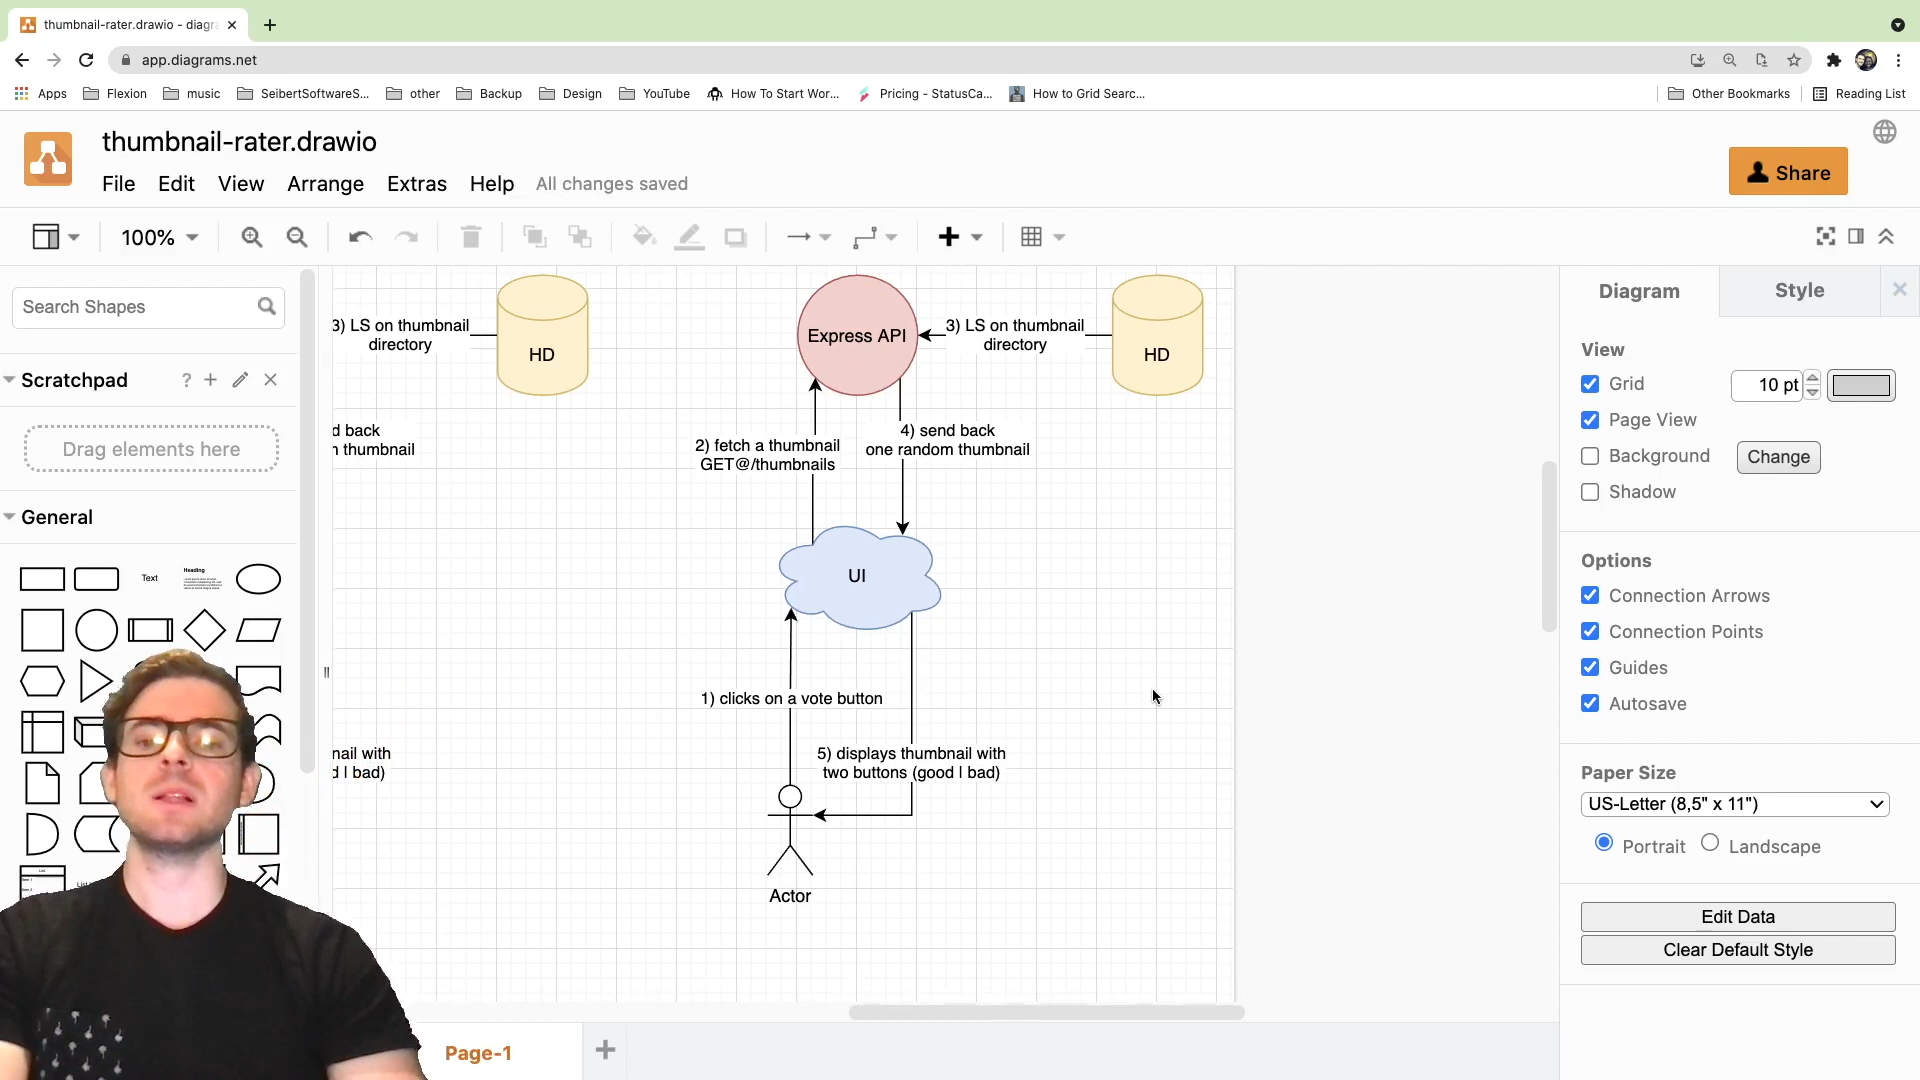 thumbnail-rater.drawio - diagr
app.diagrams.net
Apps
Flexion
music
SeibertSoftwareS...
other
Backup
Design
YouTube
How To Start Wor...
Pricing - StatusCa...
How to Grid Searc...
Other Bookmarks
Reading List
thumbnail-rater.drawio
File
Edit
View
Arrange
Extras
Help
All changes saved
Share
100%
Search Shapes
Scratchpad
?
Drag elements here
General
Text
Heading
3) LS on thumbnail
directory
HD
d back
n thumbnail
nail with
d | bad)
Express API
3) LS on thumbnail
directory
HD
2) fetch a thumbnail
GET@/thumbnails
4) send back
one random thumbnail
UI
1) clicks on a vote button
5) displays thumbnail with
two buttons (good | bad)
Actor
Diagram
Style
View
Grid
10 pt
Page View
Background
Change
Shadow
Options
Connection Arrows
Connection Points
Guides
Autosave
Paper Size
US-Letter (8,5" x 11")
Portrait
Landscape
Edit Data
Clear Default Style
Page-1